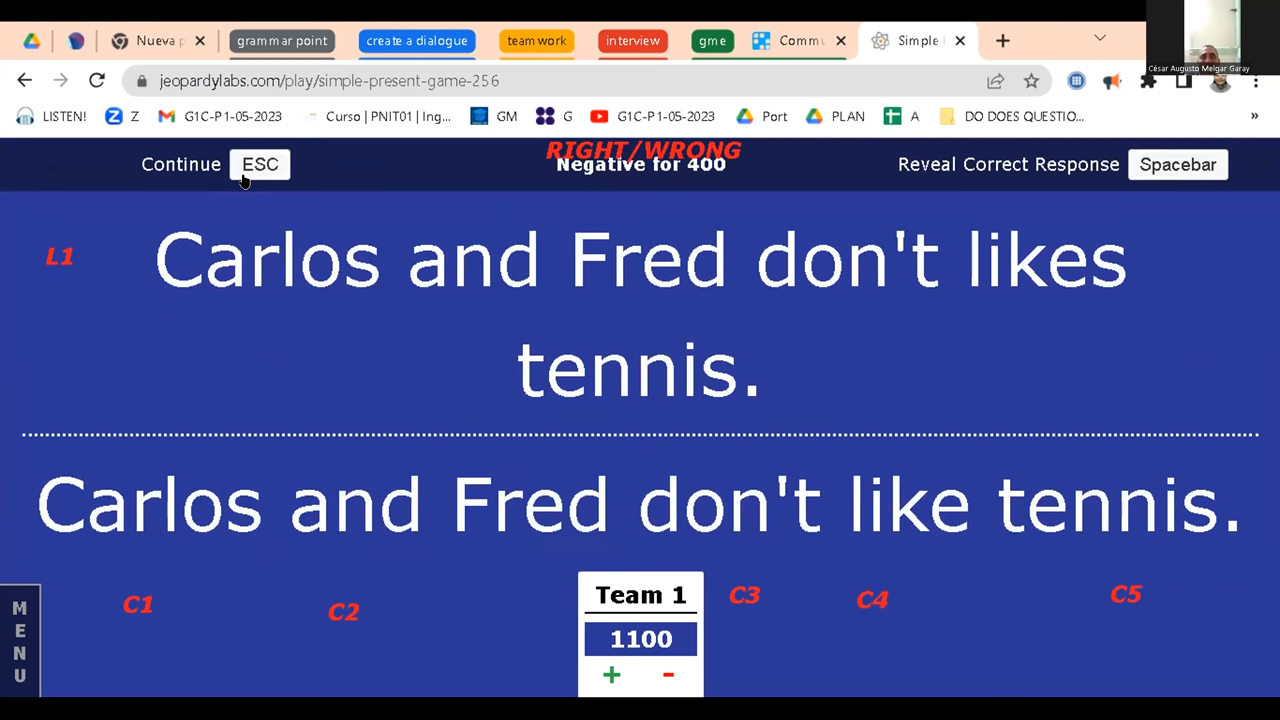 Nueva p
grammar point
create a dialogue
team work
interview
gme
Commu
Simple
César Augusto Melgar Garay
jeopardylabs.com/play/simple-present-game-256
LISTEN!
Z
G1C-P1-05-2023
Curso | PNIT01 | Ing...
GM
G
G1C-P1-05-2023
Port
PLAN
A
DO DOES QUESTIO...
»
RIGHT/WRONG
Continue ESC
Negative for 400
Reveal Correct Response Spacebar
L1
Carlos and Fred don't likes
tennis.
Carlos and Fred don't like tennis.
MENU
C1
C2
Team 1
1100
+ -
C3
C4
C5